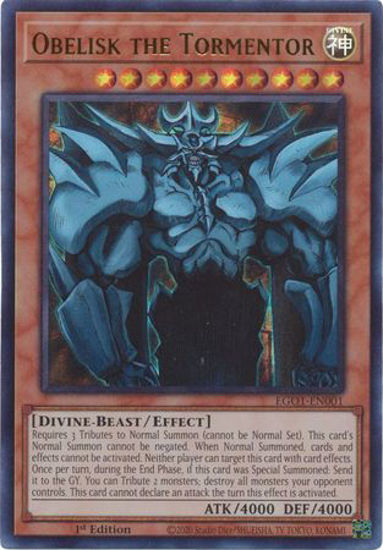 OBELISK THE TORMENTOR
DIVINE
神
EGO1-EN001
[DIVINE-BEAST/EFFECT]
Requires 3 Tributes to Normal Summon (cannot be Normal Set). This card's
Normal Summon cannot be negated. When Normal Summoned, cards and
effects cannot be activated. Neither player can target this card with effects.
Once per turn, during the End Phase, if this card was Special Summoned: Send
it to the GY. You can Tribute 2 monsters; destroy all monsters your opponent
controls. This card cannot declare an attack the turn this effect is activated.
ATK/4000 DEF/4000
1st Edition
©2020 Studio Dice/SHUEISHA, TV TOKYO, KONAMI